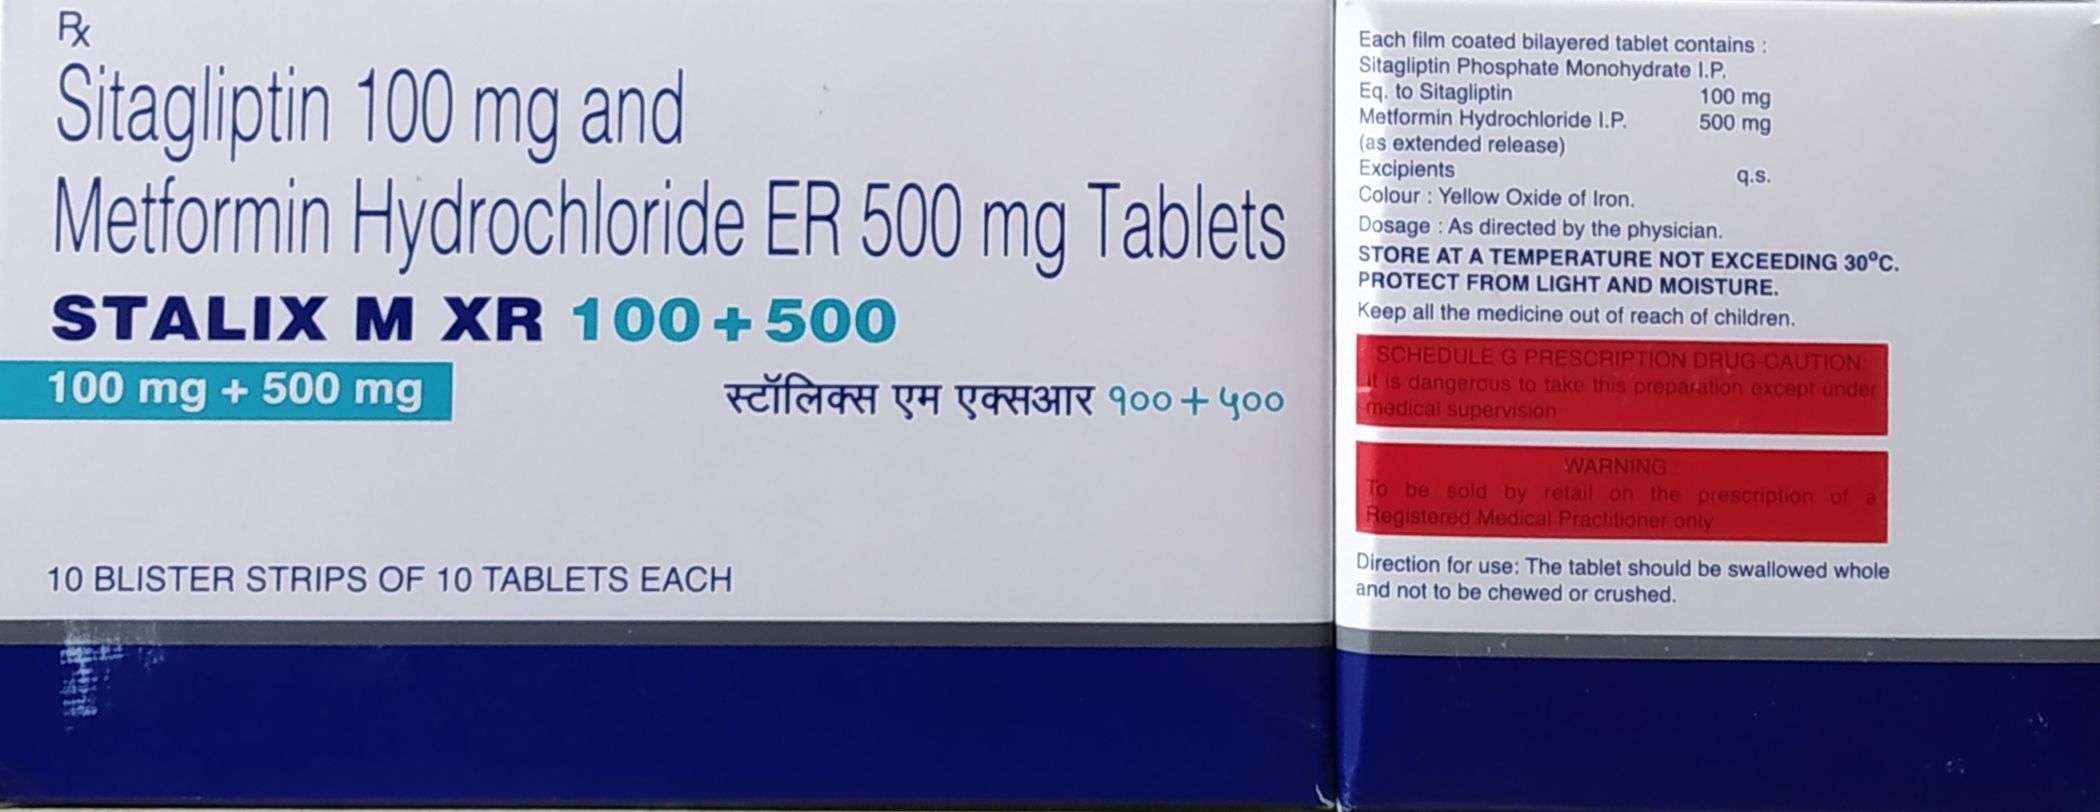 Rx
Sitagliptin 100 mg and
Metformin Hydrochloride ER 500 mg Tablets
STALIX M XR 100+500
100 mg + 500 mg
स्टॉलिक्स एम एक्सआर १००+५००
10 BLISTER STRIPS OF 10 TABLETS EACH
Each film coated bilayered tablet contains :
Sitagliptin Phosphate Monohydrate I.P.
Eq. to Sitagliptin 100 mg
Metformin Hydrochloride I.P. 500 mg
(as extended release)
Excipients q.s.
Colour : Yellow Oxide of Iron.
Dosage : As directed by the physician.
STORE AT A TEMPERATURE NOT EXCEEDING 30°C.
PROTECT FROM LIGHT AND MOISTURE.
Keep all the medicine out of reach of children.
SCHEDULE G PRESCRIPTION DRUG-CAUTION:
It is dangerous to take this preparation except under
medical supervision
WARNING
To be sold by retail on the prescription of a
Registered Medical Practitioner only
Direction for use: The tablet should be swallowed whole
and not to be chewed or crushed.